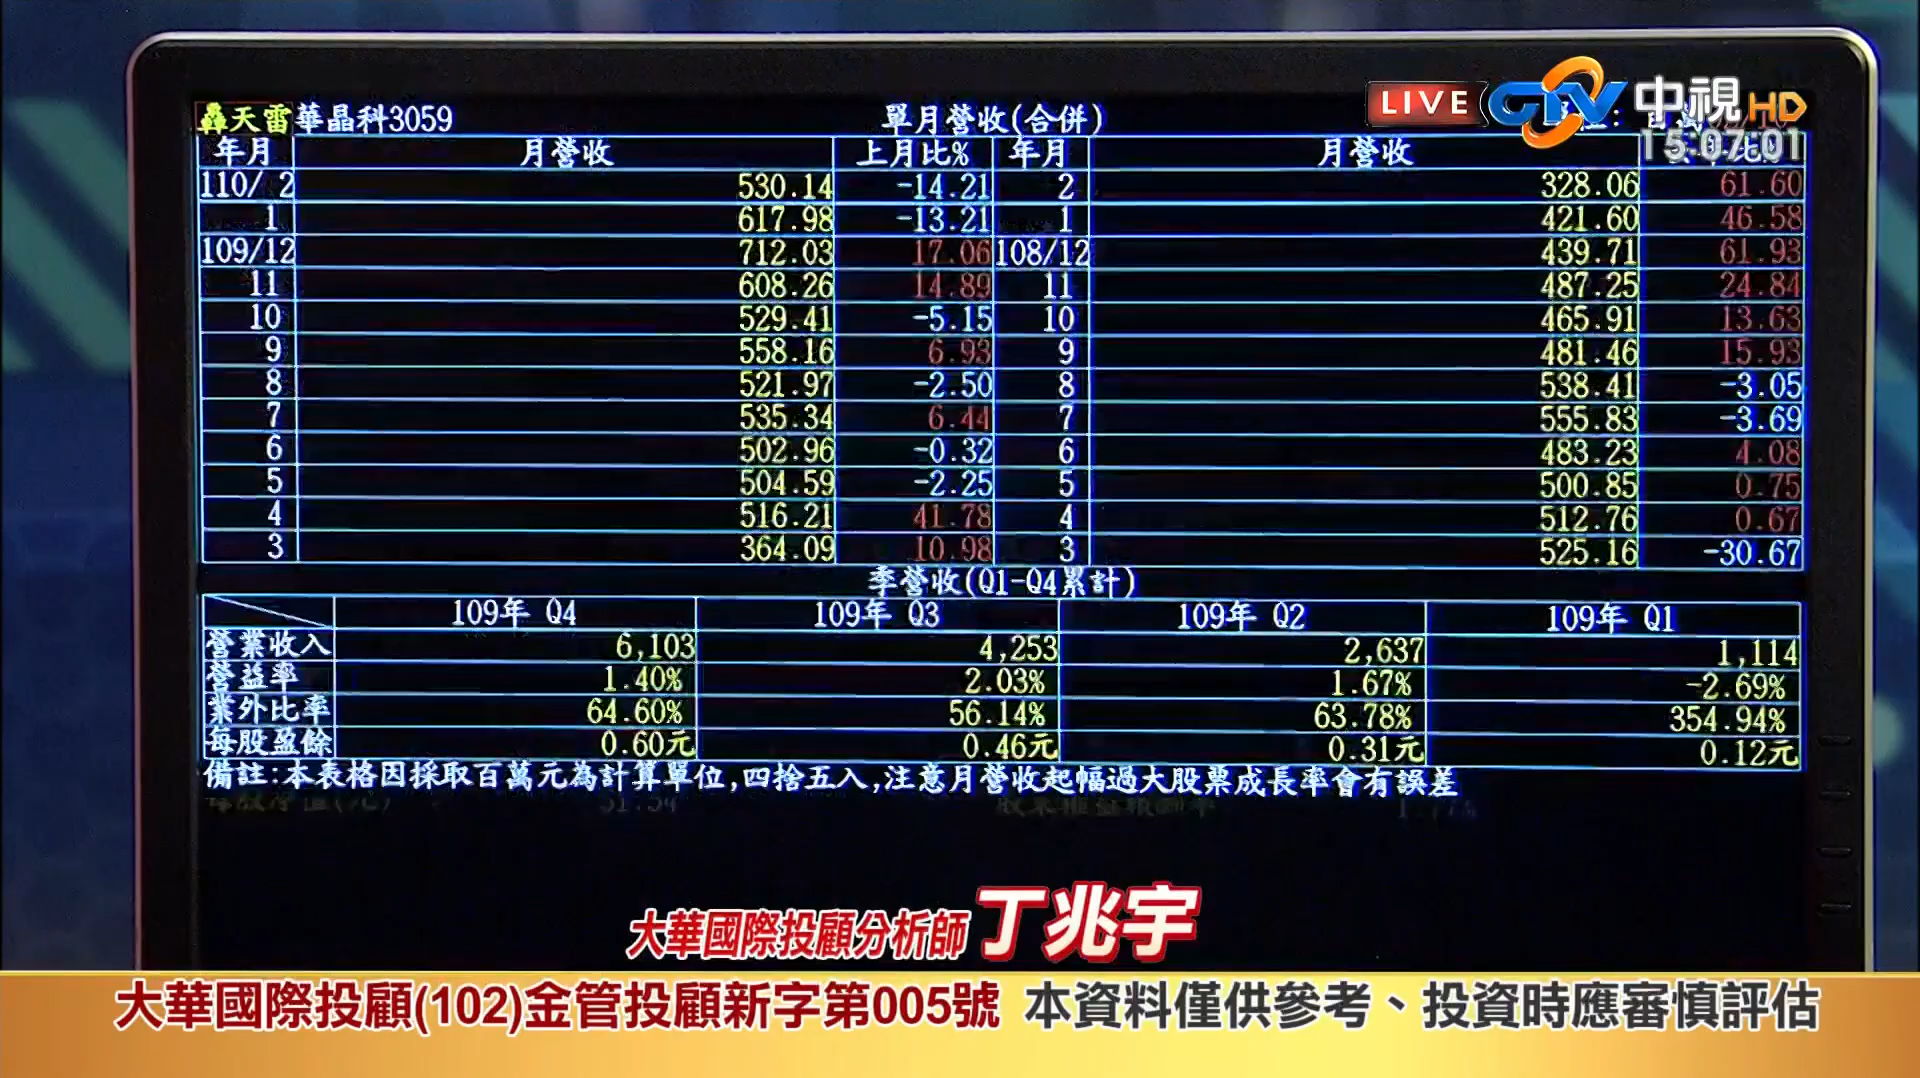 LIVE CTV 中視 HD
15:07:01
轟天雷 華晶科3059 單月營收(合併)
年月 月營收 上月比% 年月 月營收
110/ 2 530.14 -14.21 2 328.06 61.60
1 617.98 -13.21 1 421.60 46.58
109/12 712.03 17.06 108/12 439.71 61.93
11 608.26 14.89 11 487.25 24.84
10 529.41 -5.15 10 465.91 13.63
9 558.16 6.93 9 481.46 15.93
8 521.97 -2.50 8 538.41 -3.05
7 535.34 6.44 7 555.83 -3.69
6 502.96 -0.32 6 483.23 4.08
5 504.59 -2.25 5 500.85 0.75
4 516.21 41.78 4 512.76 0.67
3 364.09 10.98 3 525.16 -30.67
季營收(Q1-Q4累計)
109年 Q4 109年 Q3 109年 Q2 109年 Q1
營業收入 6,103 4,253 2,637 1,114
營益率 1.40% 2.03% 1.67% -2.69%
業外比率 64.60% 56.14% 63.78% 354.94%
每股盈餘 0.60元 0.46元 0.31元 0.12元
備註:本表格因採取百萬元為計算單位,四捨五入,注意月營收起幅過大股票成長率會有誤差
大華國際投顧分析師 丁兆宇
大華國際投顧(102)金管投顧新字第005號 本資料僅供參考、投資時應審慎評估